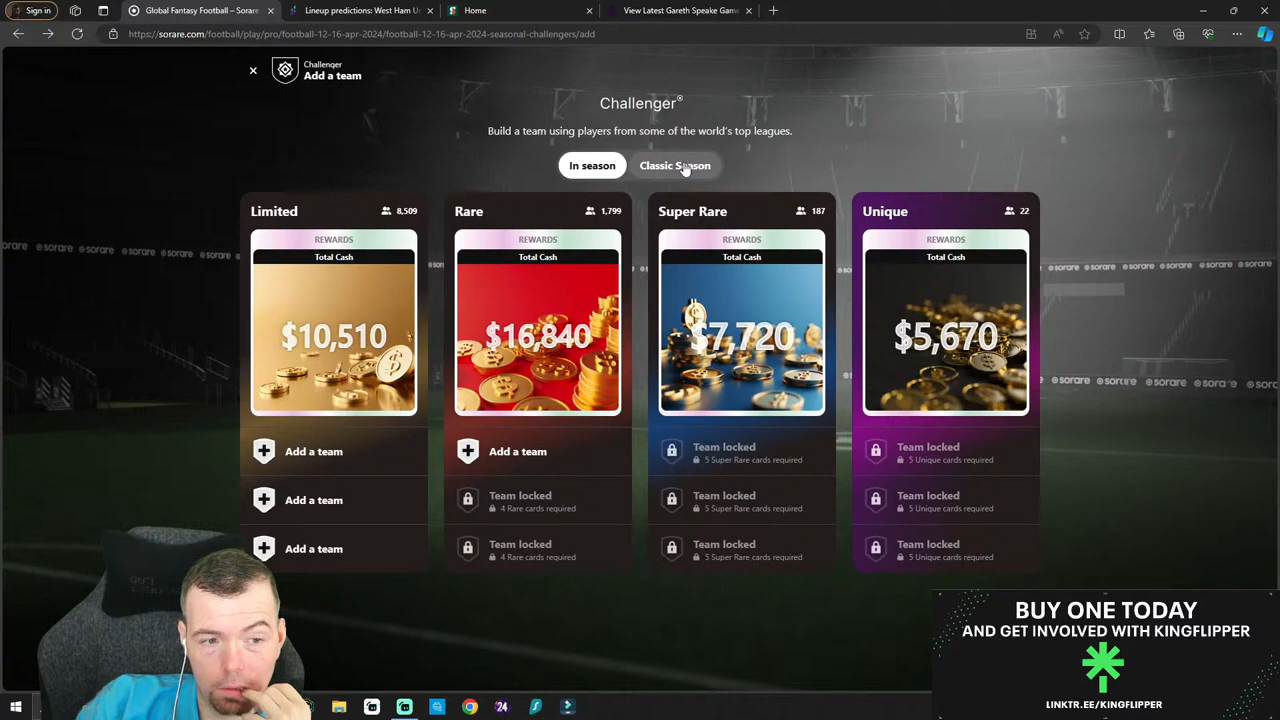 Sign in
Global Fantasy Football – Sorare
Lineup predictions: West Ham Un
Home
View Latest Gareth Speake Gam
https://sorare.com/football/play/pro/football-12-16-apr-2024/football-12-16-apr-2024-seasonal-challengers/add
Challenger
Add a team
Challenger®
Build a team using players from some of the world's top leagues.
In season
Classic Season
Limited
8,509
Rare
1,799
Super Rare
187
Unique
22
REWARDS
REWARDS
REWARDS
REWARDS
Total Cash
Total Cash
Total Cash
Total Cash
$10,510
$16,840
$7,720
$5,670
Add a team
Add a team
Team locked
5 Super Rare cards required
Team locked
5 Unique cards required
Add a team
Team locked
4 Rare cards required
Team locked
5 Super Rare cards required
Team locked
5 Unique cards required
Add a team
Team locked
4 Rare cards required
Team locked
5 Super Rare cards required
Team locked
5 Unique cards required
BUY ONE TODAY
AND GET INVOLVED WITH KINGFLIPPER
LINKTR.EE/KINGFLIPPER